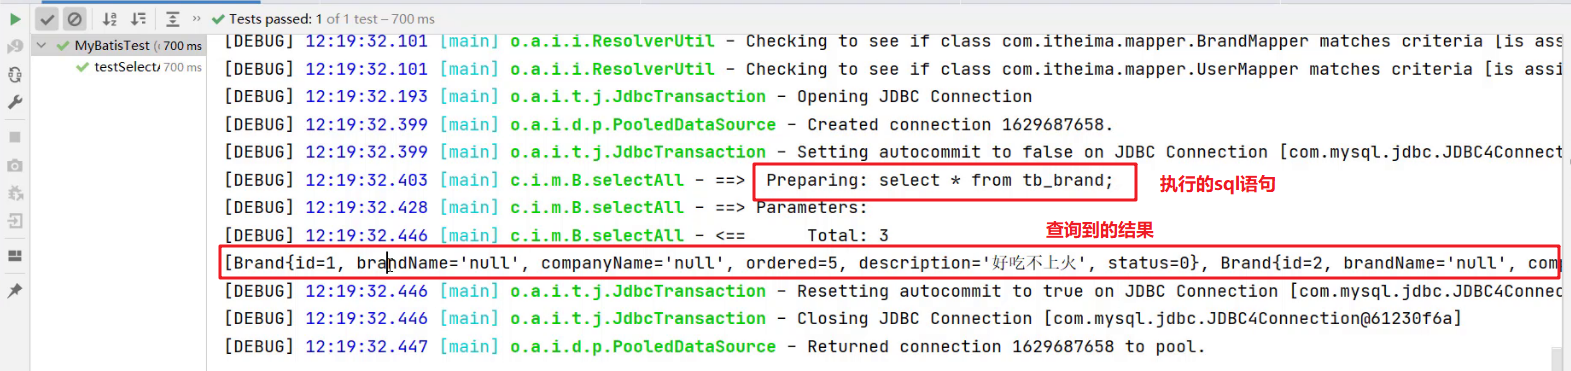 Tests passed: 1 of 1 test – 700 ms
MyBatisTest (c 700 ms
testSelectA 700 ms
[DEBUG] 12:19:32.101 [main] o.a.i.i.ResolverUtil - Checking to see if class com.itheima.mapper.BrandMapper matches criteria [is ass
[DEBUG] 12:19:32.101 [main] o.a.i.i.ResolverUtil - Checking to see if class com.itheima.mapper.UserMapper matches criteria [is assi
[DEBUG] 12:19:32.193 [main] o.a.i.t.j.JdbcTransaction - Opening JDBC Connection
[DEBUG] 12:19:32.399 [main] o.a.i.d.p.PooledDataSource - Created connection 1629687658.
[DEBUG] 12:19:32.399 [main] o.a.i.t.j.JdbcTransaction - Setting autocommit to false on JDBC Connection [com.mysql.jdbc.JDBC4Connect
[DEBUG] 12:19:32.403 [main] c.i.m.B.selectAll - ==> Preparing: select * from tb_brand; 执行的sql语句
[DEBUG] 12:19:32.428 [main] c.i.m.B.selectAll - ==> Parameters:
[DEBUG] 12:19:32.446 [main] c.i.m.B.selectAll - <== Total: 3 查询到的结果
[Brand{id=1, brandName='null', companyName='null', ordered=5, description='好吃不上火', status=0}, Brand{id=2, brandName='null', comp
[DEBUG] 12:19:32.446 [main] o.a.i.t.j.JdbcTransaction - Resetting autocommit to true on JDBC Connection [com.mysql.jdbc.JDBC4Connec
[DEBUG] 12:19:32.446 [main] o.a.i.t.j.JdbcTransaction - Closing JDBC Connection [com.mysql.jdbc.JDBC4Connection@61230f6a]
[DEBUG] 12:19:32.447 [main] o.a.i.d.p.PooledDataSource - Returned connection 1629687658 to pool.